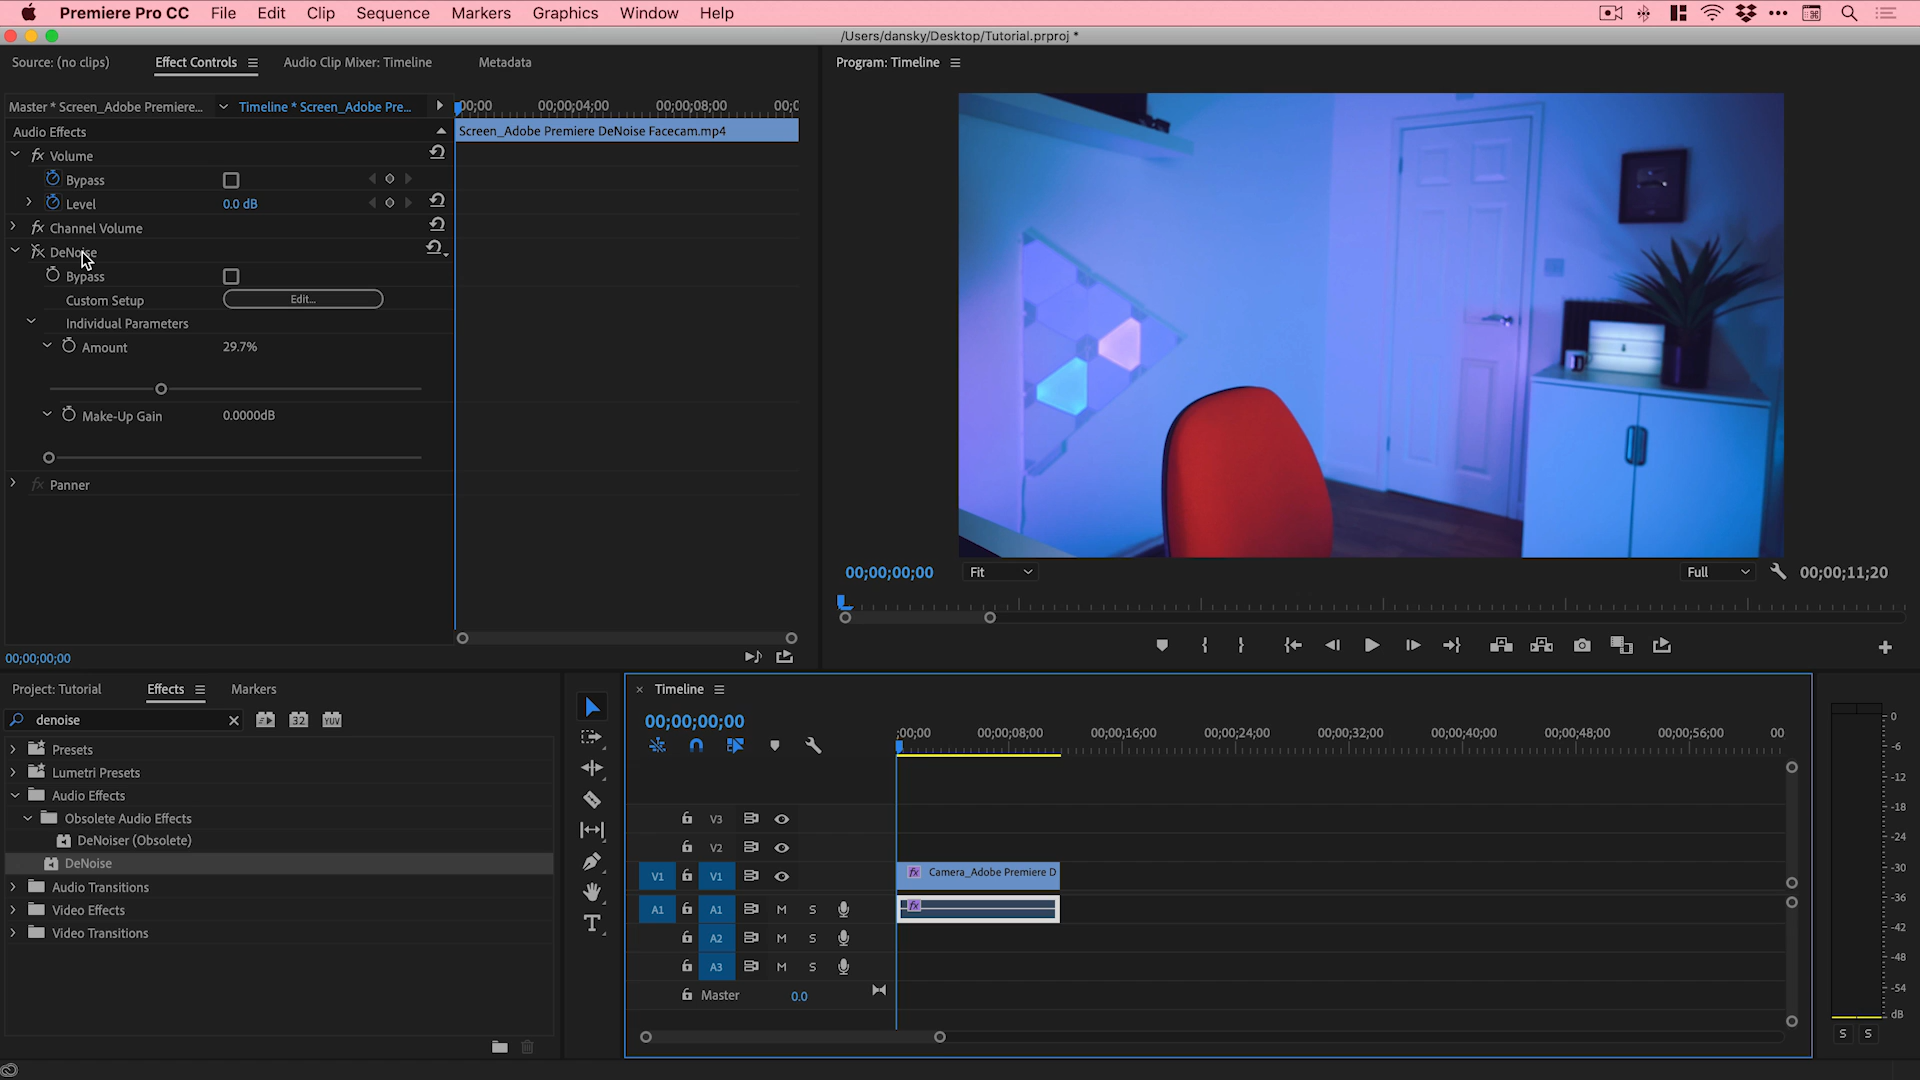 Premiere Pro CC File Edit Clip Sequence Markers Graphics Window Help
/Users/dansky/Desktop/Tutorial.prproj *
Source: (no clips) Effect Controls Audio Clip Mixer: Timeline Metadata
Program: Timeline
Master * Screen_Adobe Premiere... Timeline * Screen_Adobe Pre...
00;00 00;00;04;00 00;00;08;00 00;0
Audio Effects
Screen_Adobe Premiere DeNoise Facecam.mp4
fx Volume
Bypass
Level 0.0 dB
fx Channel Volume
fx DeNoise
Bypass
Custom Setup Edit...
Individual Parameters
Amount 29.7%
Make-Up Gain 0.0000dB
fx Panner
00;00;00;00 Fit Full 00;00;11;20
00;00;00;00
Project: Tutorial Effects Markers
denoise 32 YUV
Presets
Lumetri Presets
Audio Effects
Obsolete Audio Effects
DeNoiser (Obsolete)
DeNoise
Audio Transitions
Video Effects
Video Transitions
T
Timeline
00;00;00;00
;00;00 00;00;08;00 00;00;16;00 00;00;24;00 00;00;32;00 00;00;40;00 00;00;48;00 00;00;56;00 00
V3
V2
V1 V1 fx Camera_Adobe Premiere D
A1 A1 M S fx
A2 M S
A3 M S
Master 0.0
0
-6
-12
-18
-24
-30
-36
-42
-48
-54
dB
S S